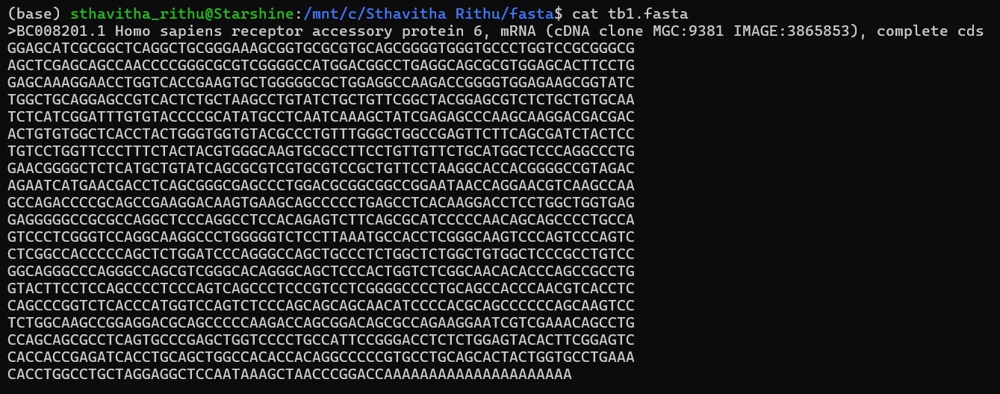 (base) sthavitha_rithu@Starshine:/mnt/c/Sthavitha Rithu/fasta$ cat tb1.fasta
>BC008201.1 Homo sapiens receptor accessory protein 6, mRNA (cDNA clone MGC:9381 IMAGE:3865853), complete cds
GGAGCATCGCGGCTCAGGCTGCGGGAAAGCGGTGCGCGTGCAGCGGGGTGGGTGCCCTGGTCCGCGGGCG
AGCTCGAGCAGCCAACCCCGGGCGCGTCGGGGCCATGGACGGCCTGAGGCAGCGCGTGGAGCACTTCCTG
GAGCAAAGGAACCTGGTCACCGAAGTGCTGGGGGCGCTGGAGGCCAAGACCGGGGTGGAGAAGCGGTATC
TGGCTGCAGGAGCCGTCACTCTGCTAAGCCTGTATCTGCTGTTCGGCTACGGAGCGTCTCTGCTGTGCAA
TCTCATCGGATTTGTGTACCCCGCATATGCCTCAATCAAAGCTATCGAGAGCCCAAGCAAGGACGACGAC
ACTGTGTGGCTCACCTACTGGGTGGTGTACGCCCTGTTTGGGCTGGCCGAGTTCTTCAGCGATCTACTCC
TGTCCTGGTTCCCTTTCTACTACGTGGGCAAGTGCGCCTTCCTGTTGTTCTGCATGGCTCCCAGGCCCTG
GAACGGGGCTCTCATGCTGTATCAGCGCGTCGTGCGTCCGCTGTTCCTAAGGCACCACGGGGCCGTAGAC
AGAATCATGAACGACCTCAGCGGGCGAGCCCTGGACGCGGCGGCCGGAATAACCAGGAACGTCAAGCCAA
GCCAGACCCCGCAGCCGAAGGACAAGTGAAGCAGCCCCCTGAGCCTCACAAGGACCTCCTGGCTGGTGAG
GAGGGGGCCGCGCCAGGCTCCCAGGCCTCCACAGAGTCTTCAGCGCATCCCCCAACAGCAGCCCCTGCCA
GTCCCTCGGGTCCAGGCAAGGCCCTGGGGGTCTCCTTAAATGCCACCTCGGGCAAGTCCCAGTCCCAGTC
CTCGGCCACCCCCAGCTCTGGATCCCAGGGCCAGCTGCCCTCTGGCTCTGGCTGTGGCTCCCGCCTGTCC
GGCAGGGCCCAGGGCCAGCGTCGGGCACAGGGCAGCTCCCACTGGTCTCGGCAACACACCCAGCCGCCTG
GTACTTCCTCCAGCCCCTCCCAGTCAGCCCTCCCGTCCTCGGGGCCCCTGCAGCCACCCAACGTCACCTC
CAGCCCGGTCTCACCCATGGTCCAGTCTCCCAGCAGCAGCAACATCCCCACGCAGCCCCCCAGCAAGTCC
TCTGGCAAGCCGGAGGACGCAGCCCCCAAGACCAGCGGACAGCGCCAGAAGGAATCGTCGAAACAGCCTG
CCAGCAGCGCCTCAGTGCCCGAGCTGGTCCCCTGCCATTCCGGGACCTCTCTGGAGTACACTTCGGAGTC
CACCACCGAGATCACCTGCAGCTGGCCACACCACAGGCCCCCGTGCCTGCAGCACTACTGGTGCCTGAAA
CACCTGGCCTGCTAGGAGGCTCCAATAAAGCTAACCCGGACCAAAAAAAAAAAAAAAAAAAAA